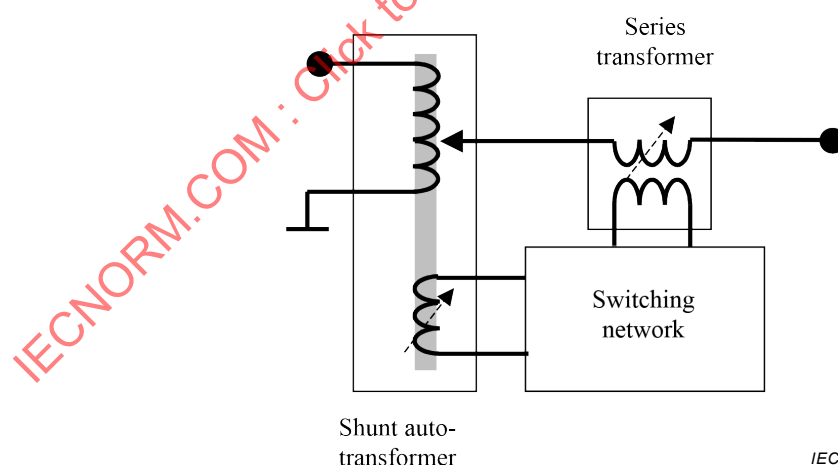 Series
transformer
IECNORM.COM : Click to
Switching
network
Shunt auto-
transformer
IEC